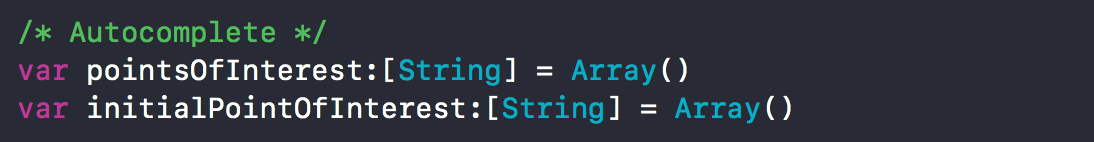 /* Autocomplete */
var pointsOfInterest:[String] = Array()
var initialPointOfInterest:[String] = Array()